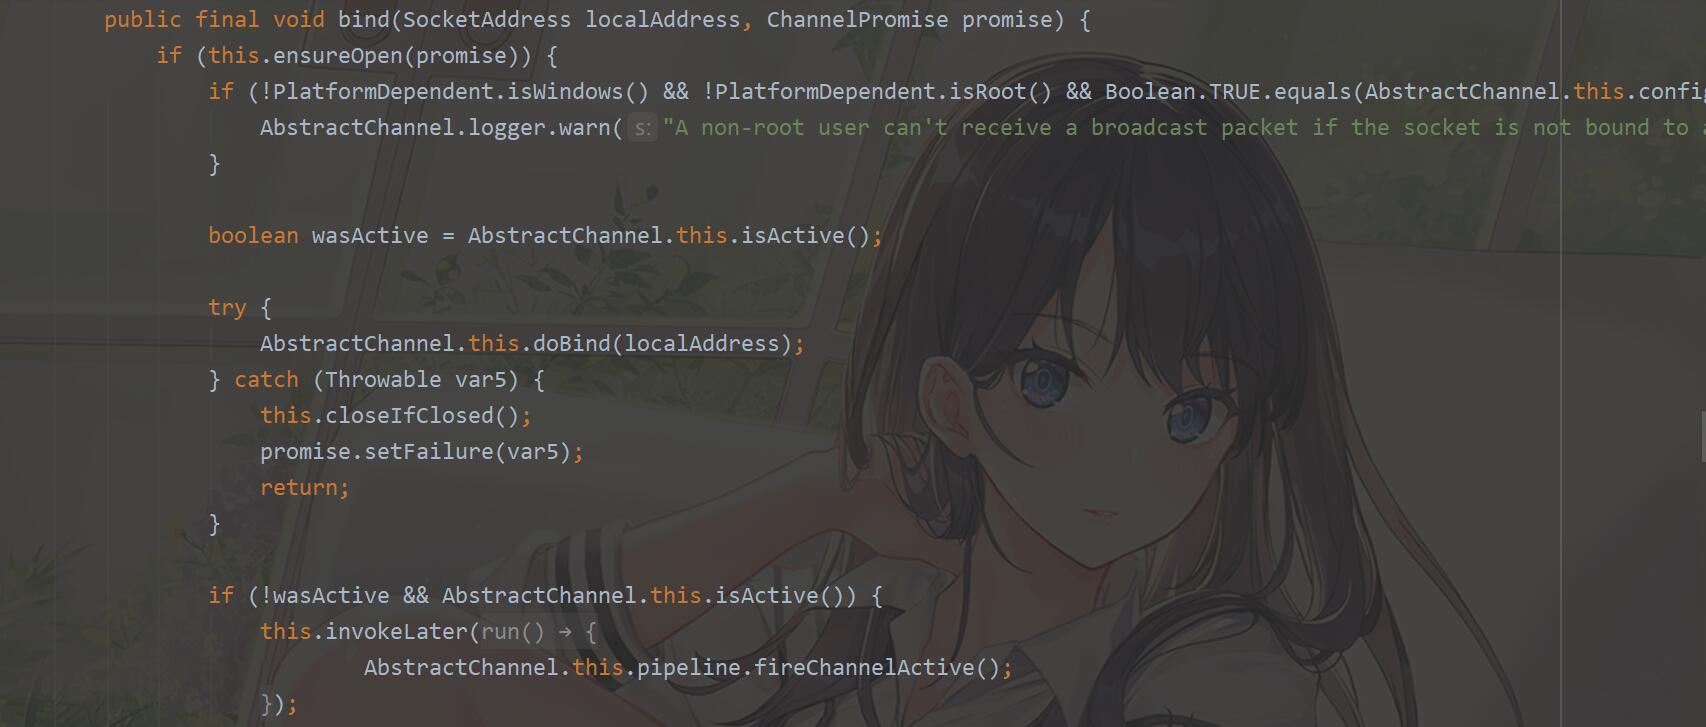 public final void bind(SocketAddress localAddress, ChannelPromise promise) {
if (this.ensureOpen(promise)) {
if (!PlatformDependent.isWindows() && !PlatformDependent.isRoot() && Boolean.TRUE.equals(AbstractChannel.this.config
AbstractChannel.logger.warn( s: "A non-root user can't receive a broadcast packet if the socket is not bound to a
}
boolean wasActive = AbstractChannel.this.isActive();
try {
AbstractChannel.this.doBind(localAddress);
} catch (Throwable var5) {
this.closeIfClosed();
promise.setFailure(var5);
return;
}
if (!wasActive && AbstractChannel.this.isActive()) {
this.invokeLater(run() → {
AbstractChannel.this.pipeline.fireChannelActive();
});